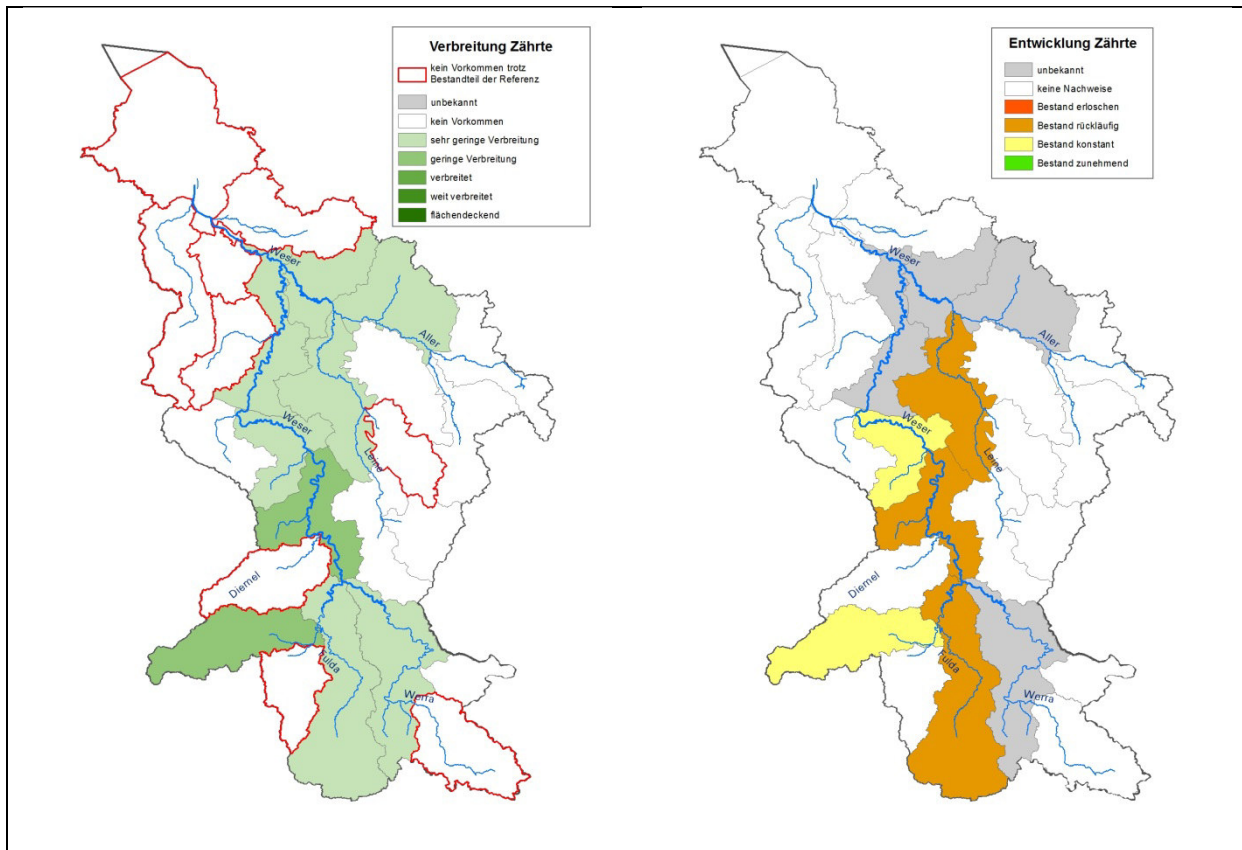 Verbreitung Zährte
kein Vorkommen trotz
Bestandteil der Referenz
unbekannt
kein Vorkommen
sehr geringe Verbreitung
geringe Verbreitung
verbreitet
weit verbreitet
flächendeckend
Weser
Aller
Weser
Leine
Diemel
Fulda
Werra
Entwicklung Zährte
unbekannt
keine Nachweise
Bestand erloschen
Bestand rückläufig
Bestand konstant
Bestand zunehmend
Weser
Aller
Weser
Leine
Diemel
Fulda
Werra